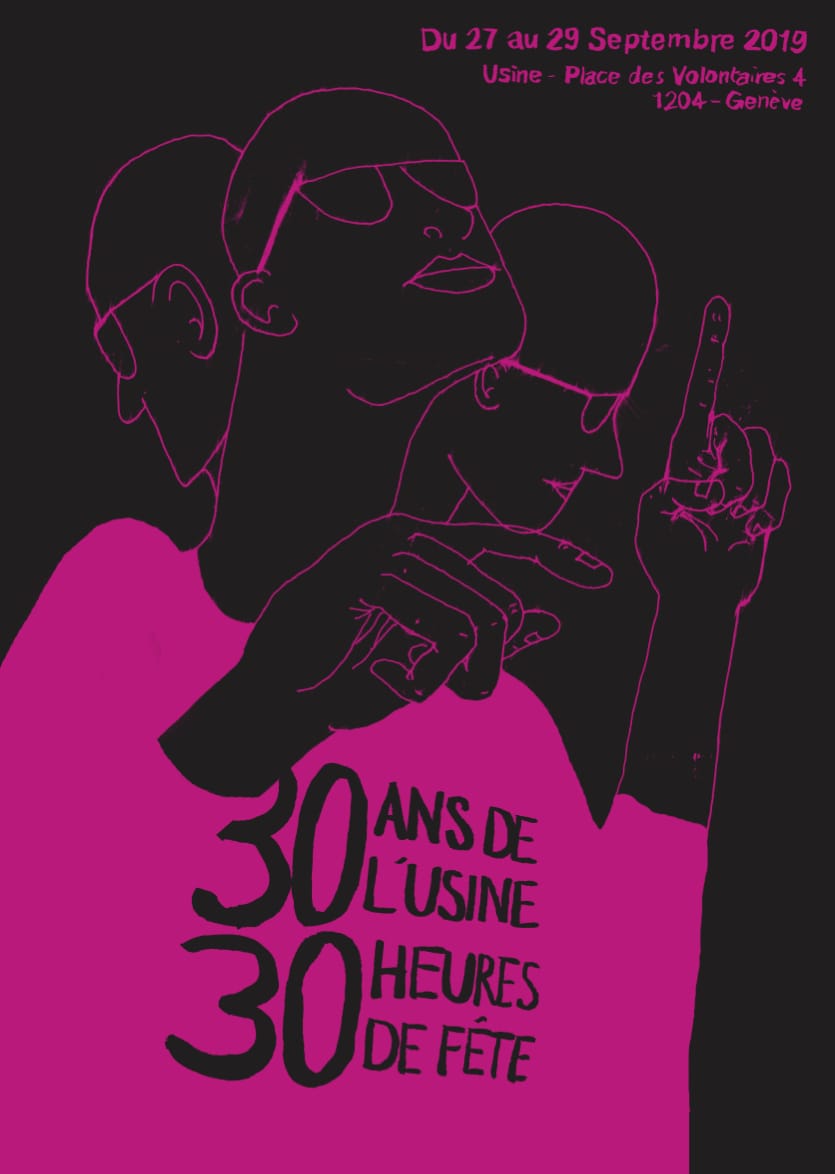 Du 27 au 29 Septembre 2019
Usine - Place des Volontaires 4
1204 - Genève
30 ANS DE
L'USINE
30 HEURES
DE FÊTE